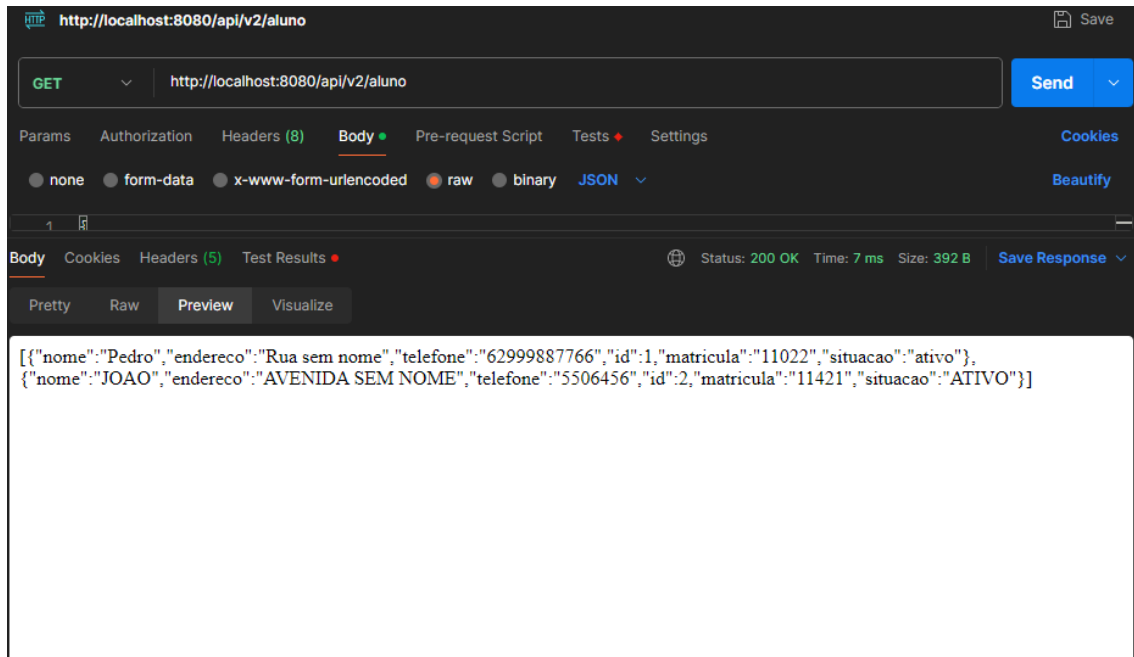 HTTP http://localhost:8080/api/v2/aluno Save
GET http://localhost:8080/api/v2/aluno Send
Params Authorization Headers (8) Body Pre-request Script Tests Settings Cookies
none form-data x-www-form-urlencoded raw binary JSON Beautify
1 {
Body Cookies Headers (5) Test Results Status: 200 OK Time: 7 ms Size: 392 B Save Response
Pretty Raw Preview Visualize
[{"nome":"Pedro","endereco":"Rua sem nome","telefone":"62999887766","id":1,"matricula":"11022","situacao":"ativo"},
{"nome":"JOAO","endereco":"AVENIDA SEM NOME","telefone":"5506456","id":2,"matricula":"11421","situacao":"ATIVO"}]